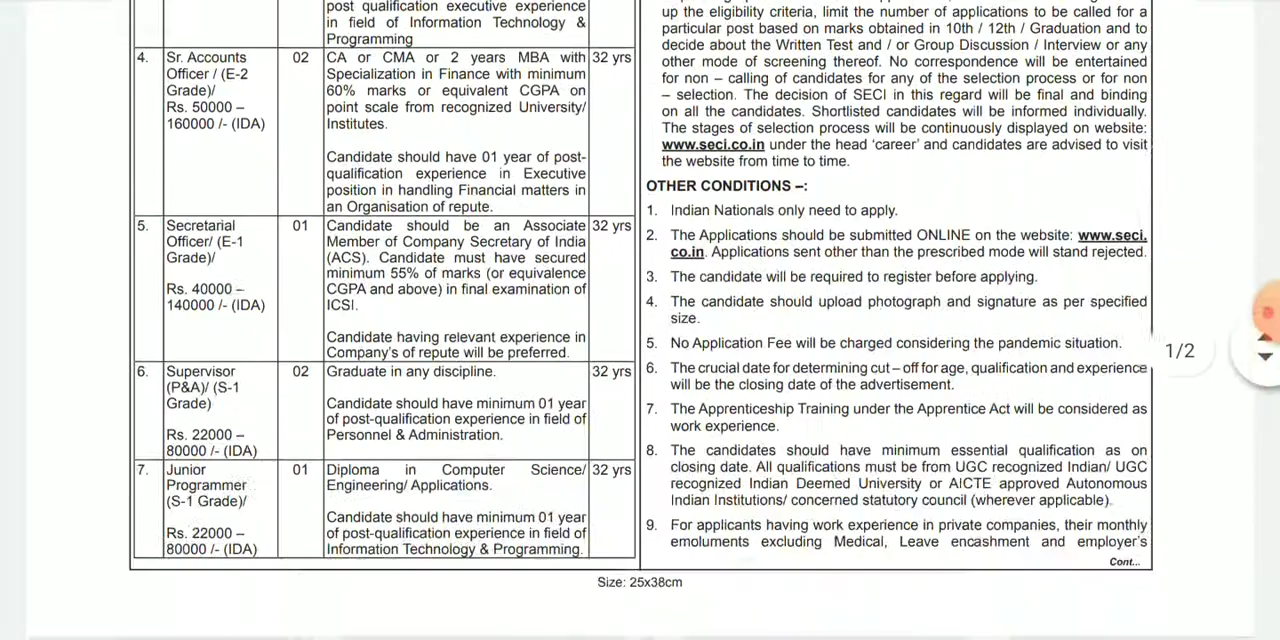 post qualification executive experience
in field of Information Technology &
Programming
4. Sr. Accounts Officer / (E-2 Grade)/ Rs. 50000 – 160000 /- (IDA)
02
CA or CMA or 2 years MBA with
Specialization in Finance with minimum
60% marks or equivalent CGPA on
point scale from recognized University/
Institutes.
Candidate should have 01 year of post-
qualification experience in Executive
position in handling Financial matters in
an Organisation of repute.
32 yrs
5. Secretarial Officer/ (E-1 Grade)/
Rs. 40000 – 140000 /- (IDA)
01
Candidate should be an Associate
Member of Company Secretary of India
(ACS). Candidate must have secured
minimum 55% of marks (or equivalence
CGPA and above) in final examination of
ICSI.
Candidate having relevant experience in
Company's of repute will be preferred.
32 yrs
6. Supervisor (P&A)/ (S-1 Grade)
Rs. 22000 – 80000 /- (IDA)
02
Graduate in any discipline.
Candidate should have minimum 01 year
of post-qualification experience in field of
Personnel & Administration.
32 yrs
7. Junior Programmer (S-1 Grade)/
Rs. 22000 – 80000 /- (IDA)
01
Diploma in Computer Science/
Engineering/ Applications.
Candidate should have minimum 01 year
of post-qualification experience in field of
Information Technology & Programming.
32 yrs
up the eligibility criteria, limit the number of applications to be called for a
particular post based on marks obtained in 10th / 12th / Graduation and to
decide about the Written Test and / or Group Discussion / Interview or any
other mode of screening thereof. No correspondence will be entertained
for non – calling of candidates for any of the selection process or for non
– selection. The decision of SECI in this regard will be final and binding
on all the candidates. Shortlisted candidates will be informed individually.
The stages of selection process will be continuously displayed on website:
www.seci.co.in under the head 'career' and candidates are advised to visit
the website from time to time.
OTHER CONDITIONS –:
1. Indian Nationals only need to apply.
2. The Applications should be submitted ONLINE on the website: www.seci.
co.in. Applications sent other than the prescribed mode will stand rejected.
3. The candidate will be required to register before applying.
4. The candidate should upload photograph and signature as per specified
size.
5. No Application Fee will be charged considering the pandemic situation.
6. The crucial date for determining cut – off for age, qualification and experience
will be the closing date of the advertisement.
7. The Apprenticeship Training under the Apprentice Act will be considered as
work experience.
8. The candidates should have minimum essential qualification as on
closing date. All qualifications must be from UGC recognized Indian/ UGC
recognized Indian Deemed University or AICTE approved Autonomous
Indian Institutions/ concerned statutory council (wherever applicable).
9. For applicants having work experience in private companies, their monthly
emoluments excluding Medical, Leave encashment and employer's
Cont...
Size: 25x38cm
1/2